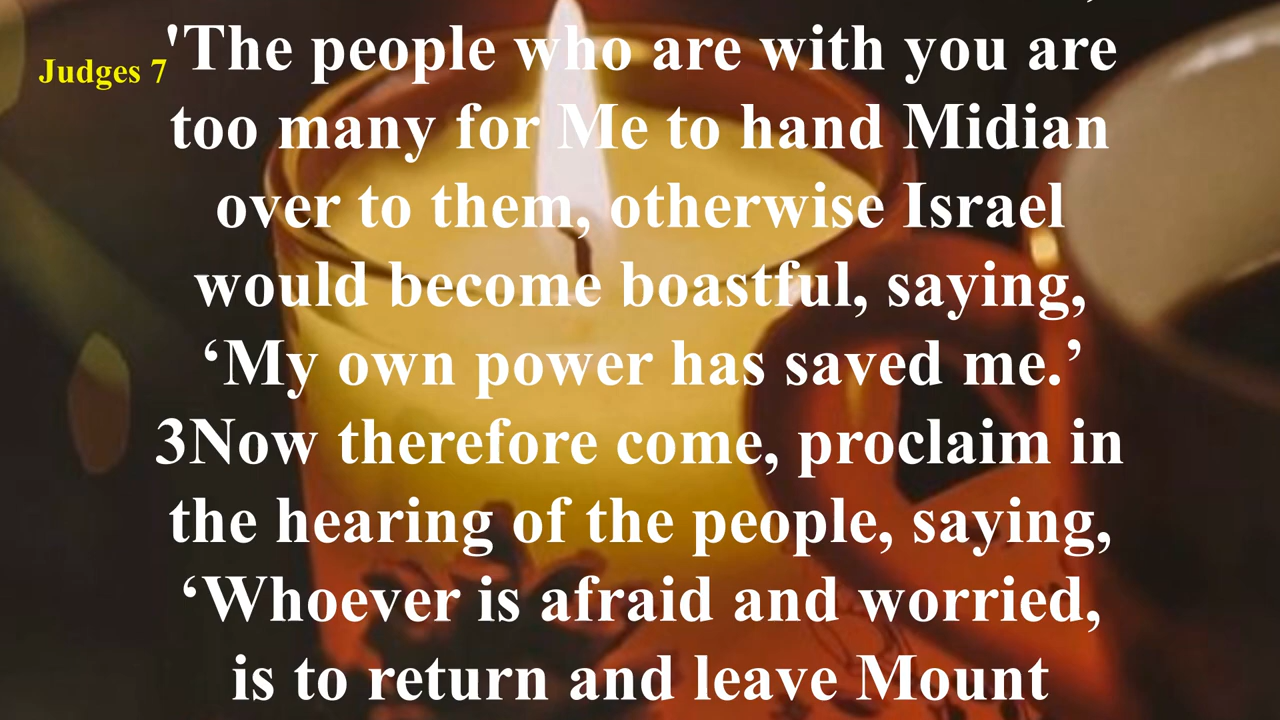 Judges 7
'The people who are with you are
too many for Me to hand Midian
over to them, otherwise Israel
would become boastful, saying,
‘My own power has saved me.’
3Now therefore come, proclaim in
the hearing of the people, saying,
‘Whoever is afraid and worried,
is to return and leave Mount